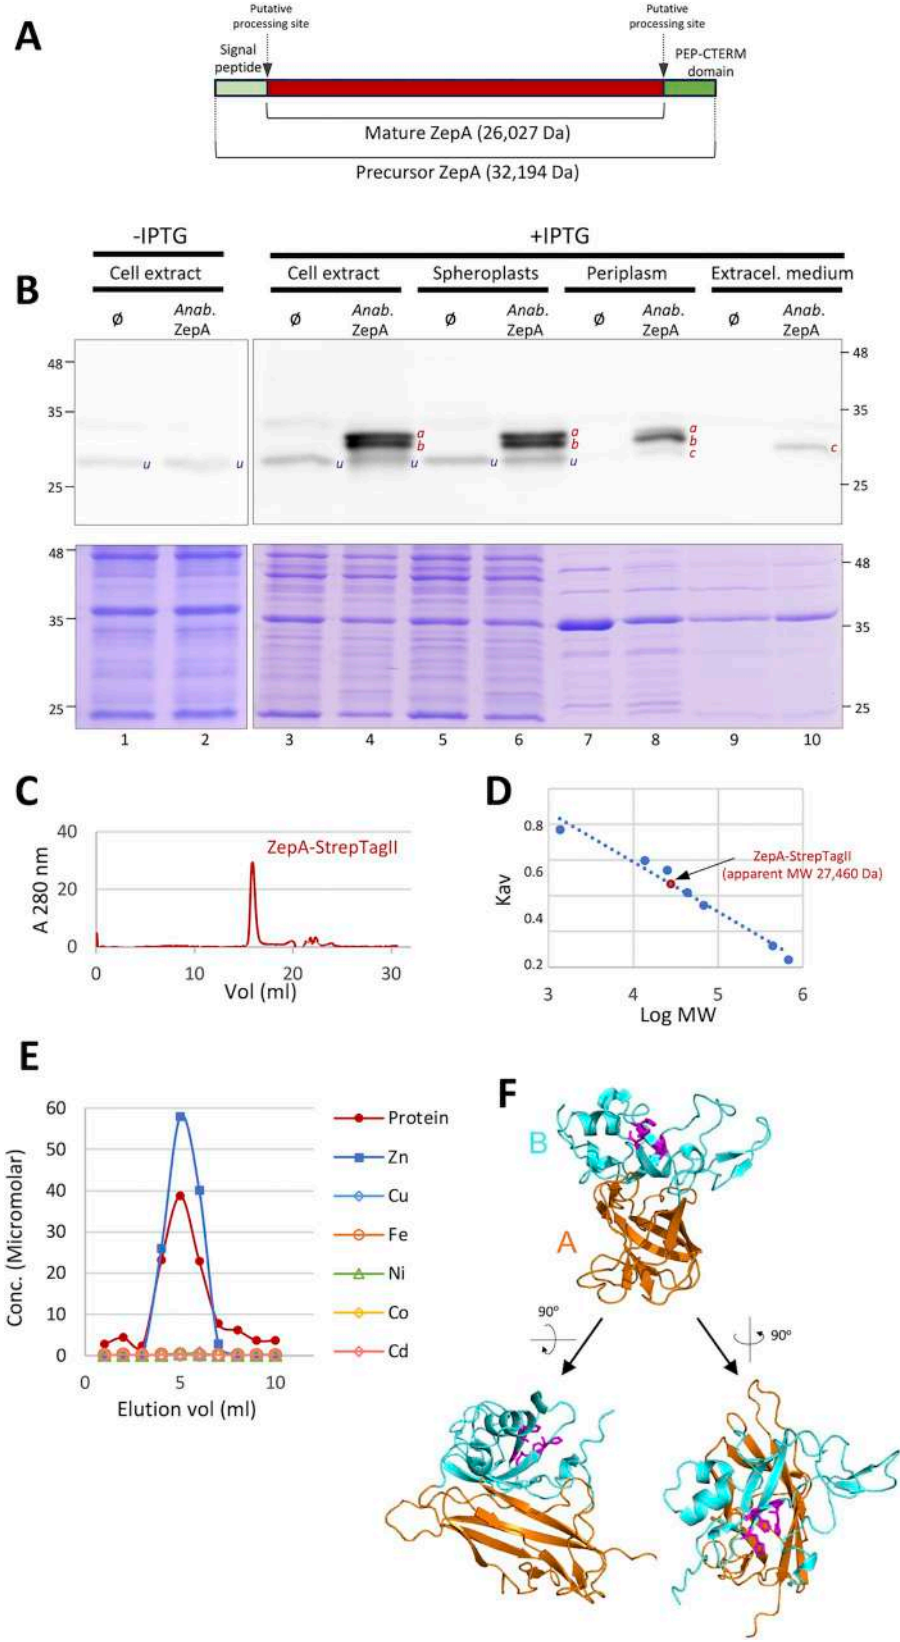 A
Putative
processing site
Putative
processing site
Signal
peptide
PEP-CTERM
domain
Mature ZepA (26,027 Da)
Precursor ZepA (32,194 Da)
-IPTG
+IPTG
Cell extract
Cell extract
Spheroplasts
Periplasm
Extracel. medium
B
Ø
Anab.
ZepA
Ø
Anab.
ZepA
Ø
Anab.
ZepA
Ø
Anab.
ZepA
Ø
Anab.
ZepA
48
35
25
48
35
25
u
u
u
a
b
u
a
b
u
a
b
c
c
48
35
25
48
35
25
1
2
3
4
5
6
7
8
9
10
C
A 280 nm
40
20
0
ZepA-StrepTagII
0
10
20
30
Vol (ml)
D
Kav
0.8
0.6
0.4
0.2
ZepA-StrepTagII
(apparent MW 27,460 Da)
3
4
5
6
Log MW
E
Conc. (Micromolar)
60
50
40
30
20
10
0
0
5
10
Elution vol (ml)
Protein
Zn
Cu
Fe
Ni
Co
Cd
F
B
A
90º
90º